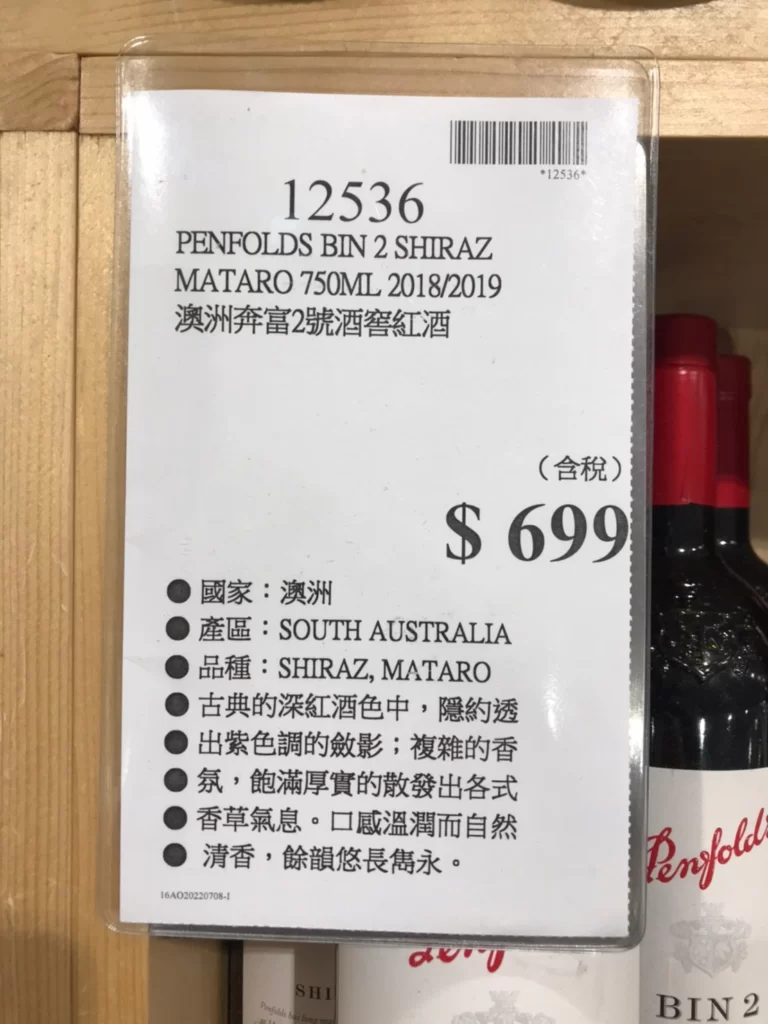 *12536*
12536
PENFOLDS BIN 2 SHIRAZ
MATARO 750ML 2018/2019
澳洲奔富2號酒窖紅酒
（含稅）
$ 699
●國家：澳洲
●產區：SOUTH AUSTRALIA
●品種：SHIRAZ, MATARO
●古典的深紅酒色中，隱約透
●出紫色調的斂影；複雜的香
●氛，飽滿厚實的散發出各式
●香草氣息。口感溫潤而自然
●清香，餘韻悠長雋永。
16AO20220708-1
Penfolds
BIN 2
SHI